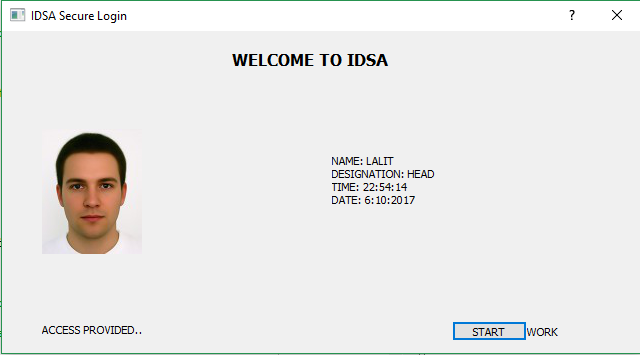 IDSA Secure Login
WELCOME TO IDSA
NAME: LALIT
DESIGNATION: HEAD
TIME: 22:54:14
DATE: 6:10:2017
ACCESS PROVIDED..
START WORK